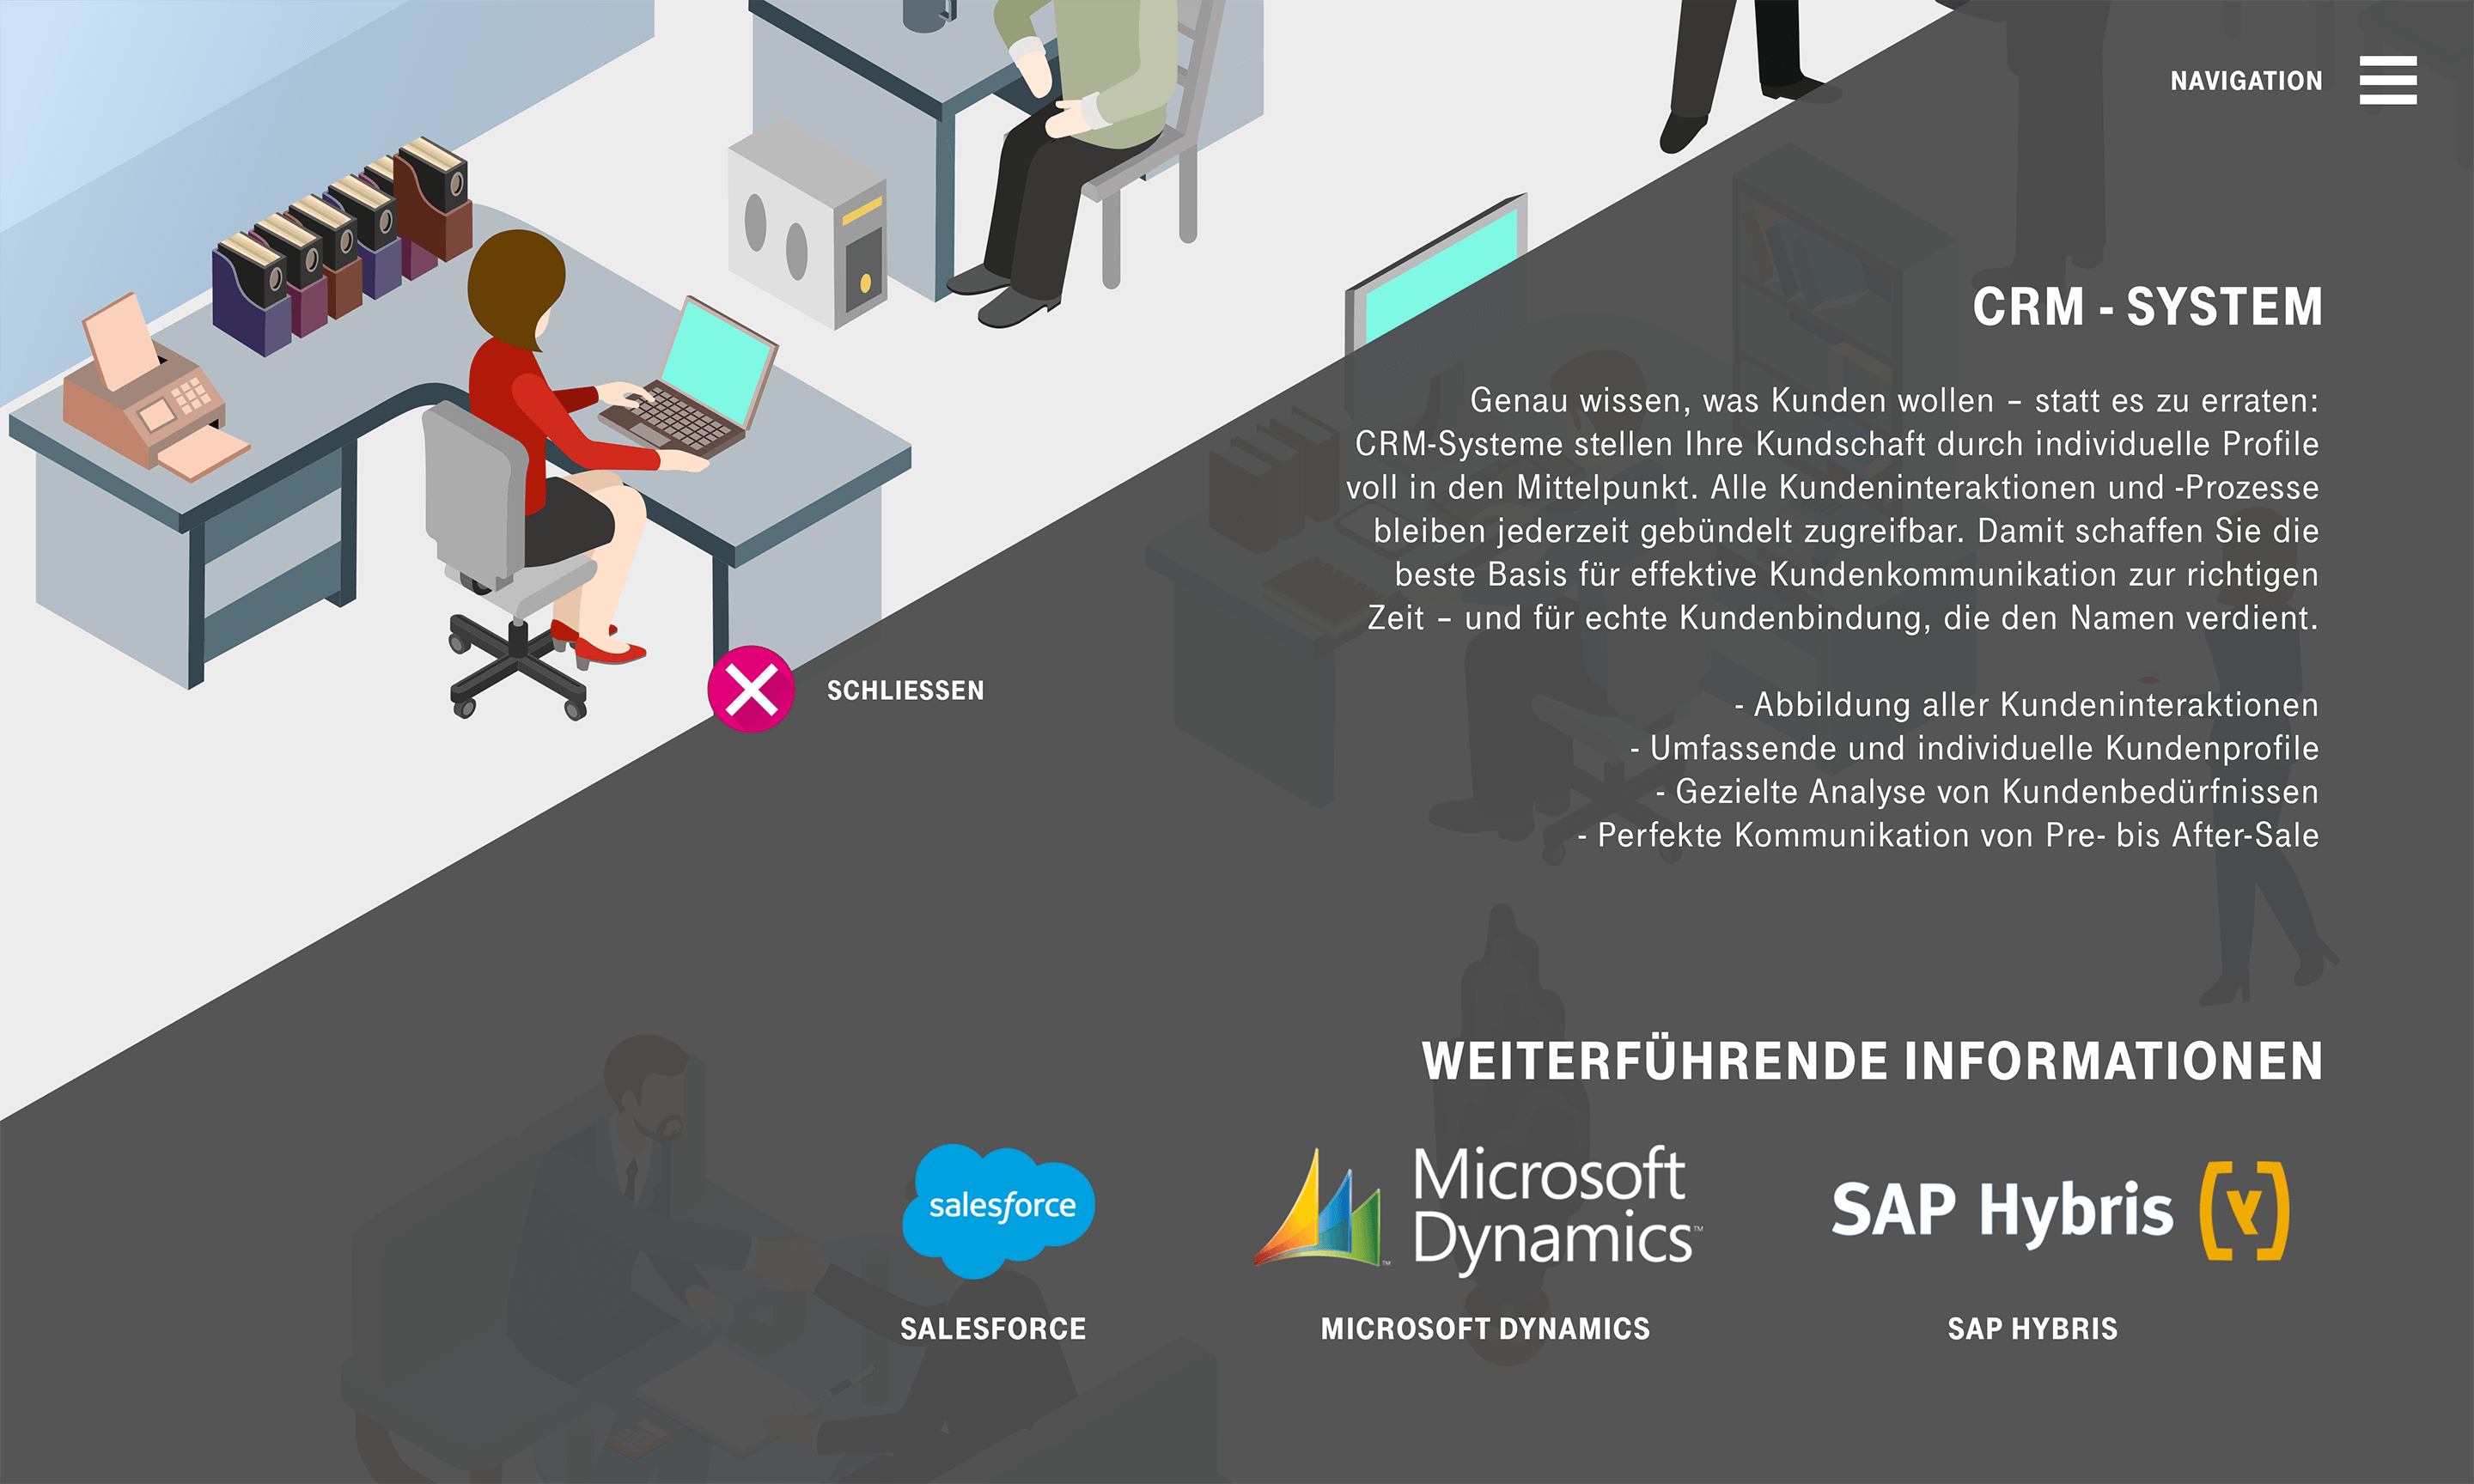 NAVIGATION
CRM - SYSTEM
Genau wissen, was Kunden wollen – statt es zu erraten:
CRM-Systeme stellen Ihre Kundschaft durch individuelle Profile
voll in den Mittelpunkt. Alle Kundeninteraktionen und -Prozesse
bleiben jederzeit gebündelt zugreifbar. Damit schaffen Sie die
beste Basis für effektive Kundenkommunikation zur richtigen
Zeit – und für echte Kundenbindung, die den Namen verdient.
SCHLIESSEN
- Abbildung aller Kundeninteraktionen
- Umfassende und individuelle Kundenprofile
- Gezielte Analyse von Kundenbedürfnissen
- Perfekte Kommunikation von Pre- bis After-Sale
WEITERFÜHRENDE INFORMATIONEN
salesforce
Microsoft
Dynamics™
SAP Hybris (y)
SALESFORCE
MICROSOFT DYNAMICS
SAP HYBRIS